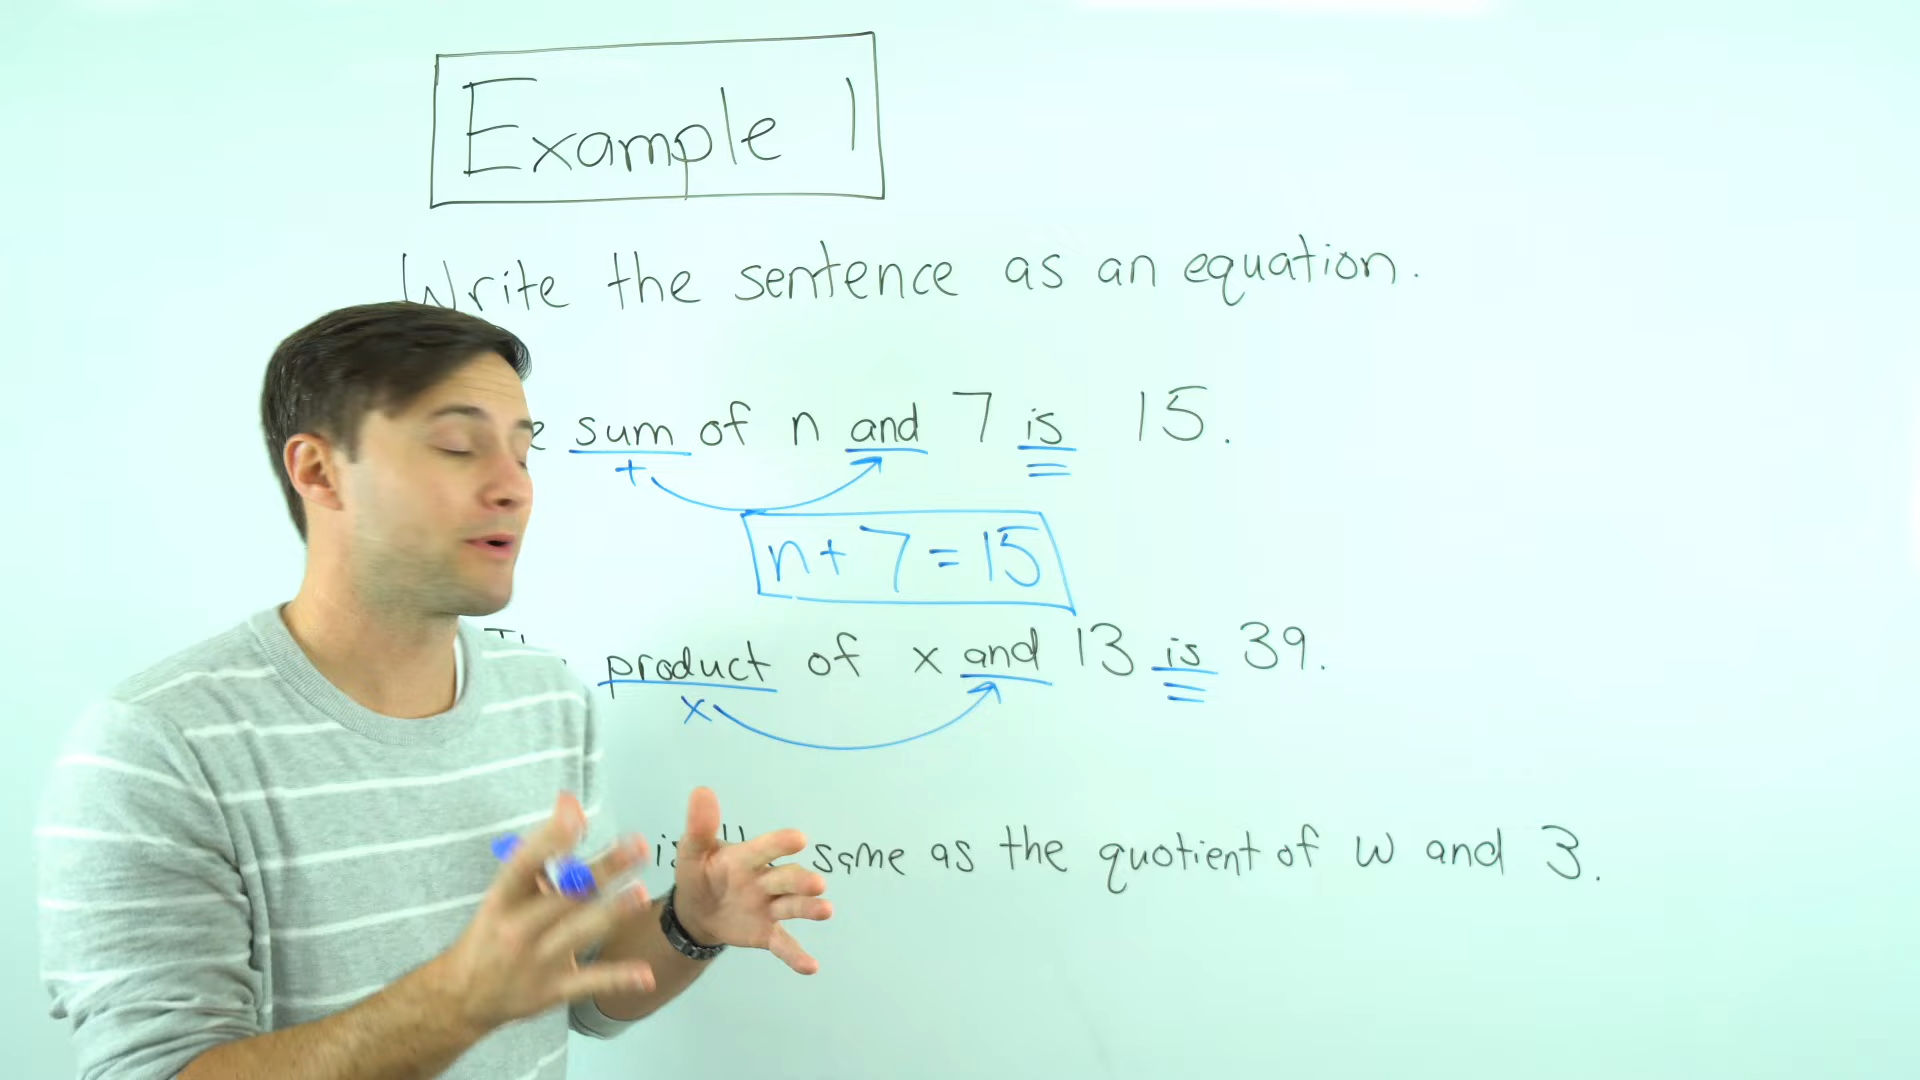 Example 1
Write the sentence as an equation.
sum of n and 7 is 15.
+ =
n + 7 = 15
product of x and 13 is 39.
x =
same as the quotient of w and 3.